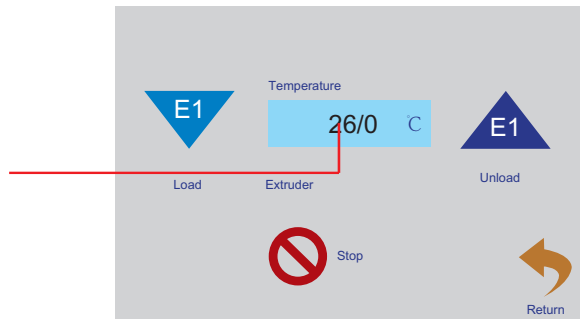 Temperature
E1
26/0 ℃
E1
Load
Extruder
Unload
Stop
Return